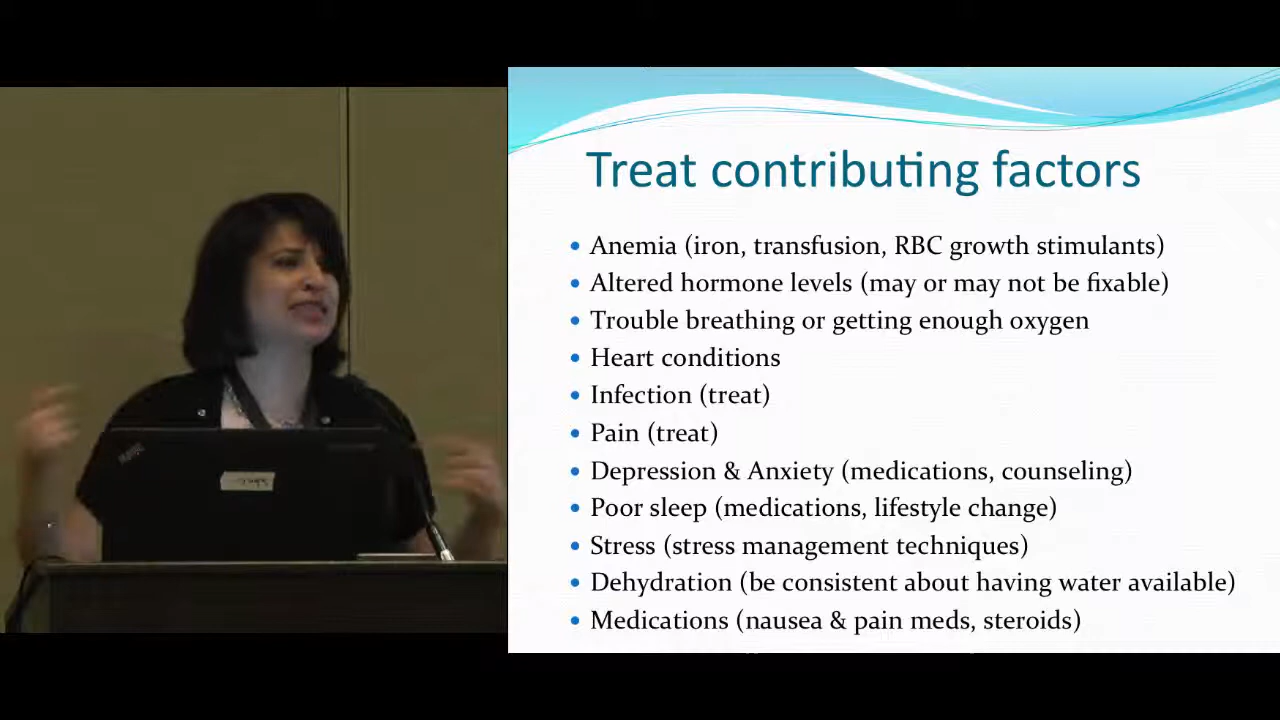 Treat contributing factors
• Anemia (iron, transfusion, RBC growth stimulants)
• Altered hormone levels (may or may not be fixable)
• Trouble breathing or getting enough oxygen
• Heart conditions
• Infection (treat)
• Pain (treat)
• Depression & Anxiety (medications, counseling)
• Poor sleep (medications, lifestyle change)
• Stress (stress management techniques)
• Dehydration (be consistent about having water available)
• Medications (nausea & pain meds, steroids)